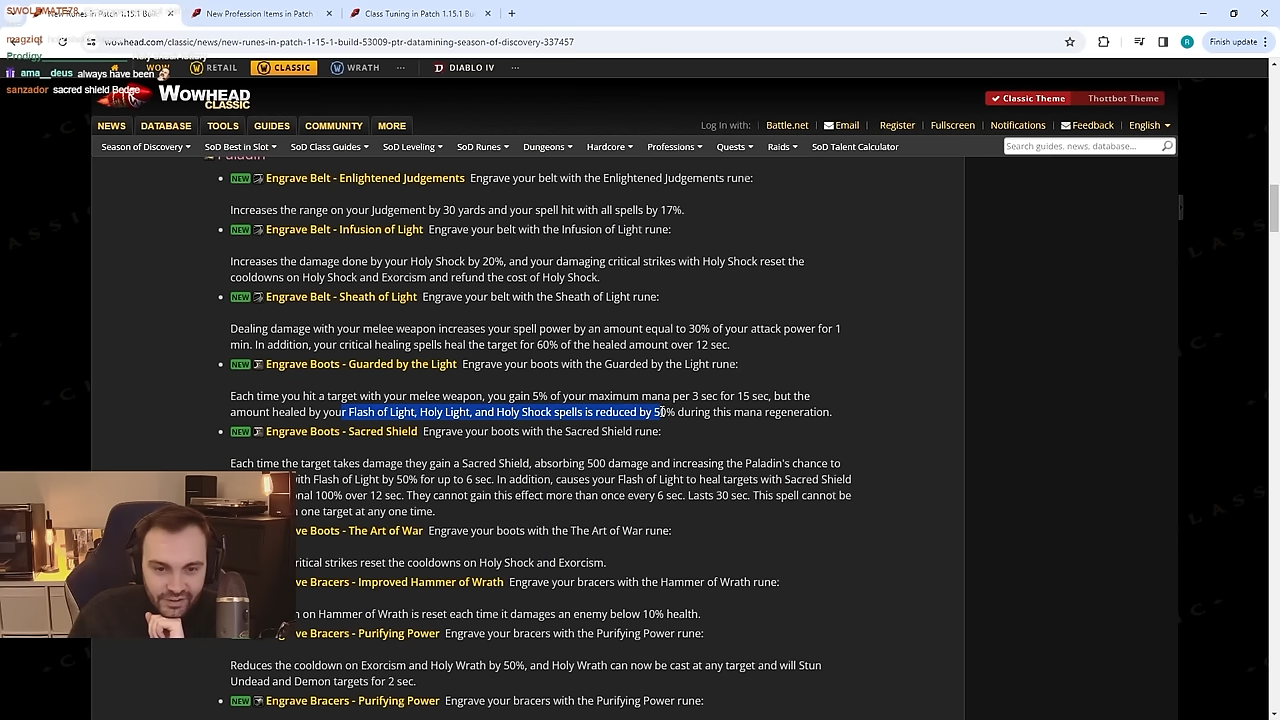 SWOLEMATE78
New Runes in Patch 1.15.1 Buil
New Profession Items in Patch
Class Tuning in Patch 1.15.1 Bu
magziqt
wowhead.com/classic/news/new-runes-in-patch-1-15-1-build-53009-ptr-datamining-season-of-discovery-337457
Finish update
Prodigy_
ama__deus always have been
WOW
RETAIL
CLASSIC
WRATH
DIABLO IV
sanzador sacred shield Bedge
WOWHEAD
CLASSIC
Classic Theme
Thottbot Theme
NEWS
DATABASE
TOOLS
GUIDES
COMMUNITY
MORE
Log In with:
Battle.net
Email
Register
Fullscreen
Notifications
Feedback
English
Season of Discovery
SoD Best in Slot
SoD Class Guides
SoD Leveling
SoD Runes
Dungeons
Hardcore
Professions
Quests
Raids
SoD Talent Calculator
Search guides, news, database...
Paladin
NEW Engrave Belt - Enlightened Judgements Engrave your belt with the Enlightened Judgements rune:
Increases the range on your Judgement by 30 yards and your spell hit with all spells by 17%.
NEW Engrave Belt - Infusion of Light Engrave your belt with the Infusion of Light rune:
Increases the damage done by your Holy Shock by 20%, and your damaging critical strikes with Holy Shock reset the
cooldowns on Holy Shock and Exorcism and refund the cost of Holy Shock.
NEW Engrave Belt - Sheath of Light Engrave your belt with the Sheath of Light rune:
Dealing damage with your melee weapon increases your spell power by an amount equal to 30% of your attack power for 1
min. In addition, your critical healing spells heal the target for 60% of the healed amount over 12 sec.
NEW Engrave Boots - Guarded by the Light Engrave your boots with the Guarded by the Light rune:
Each time you hit a target with your melee weapon, you gain 5% of your maximum mana per 3 sec for 15 sec, but the
amount healed by your Flash of Light, Holy Light, and Holy Shock spells is reduced by 50% during this mana regeneration.
NEW Engrave Boots - Sacred Shield Engrave your boots with the Sacred Shield rune:
Each time the target takes damage they gain a Sacred Shield, absorbing 500 damage and increasing the Paladin's chance to
with Flash of Light by 50% for up to 6 sec. In addition, causes your Flash of Light to heal targets with Sacred Shield
onal 100% over 12 sec. They cannot gain this effect more than once every 6 sec. Lasts 30 sec. This spell cannot be
one target at any one time.
ve Boots - The Art of War Engrave your boots with the The Art of War rune:
ritical strikes reset the cooldowns on Holy Shock and Exorcism.
ve Bracers - Improved Hammer of Wrath Engrave your bracers with the Hammer of Wrath rune:
on Hammer of Wrath is reset each time it damages an enemy below 10% health.
ve Bracers - Purifying Power Engrave your bracers with the Purifying Power rune:
Reduces the cooldown on Exorcism and Holy Wrath by 50%, and Holy Wrath can now be cast at any target and will Stun
Undead and Demon targets for 2 sec.
NEW Engrave Bracers - Purifying Power Engrave your bracers with the Purifying Power rune: